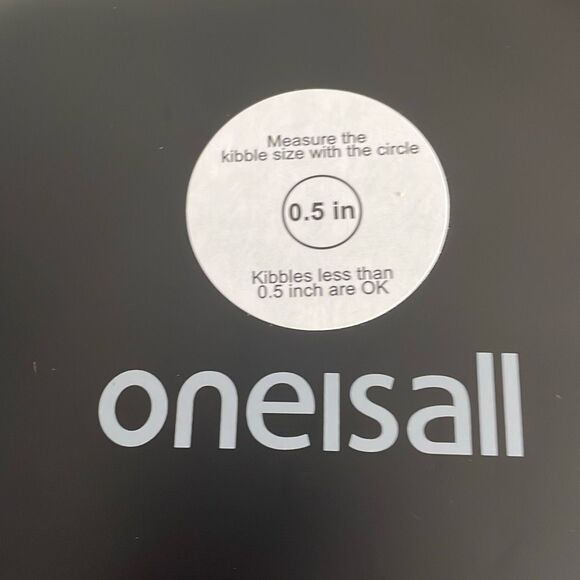 Measure the
kibble size with the circle
0.5 in
Kibbles less than
0.5 inch are OK
oneisall